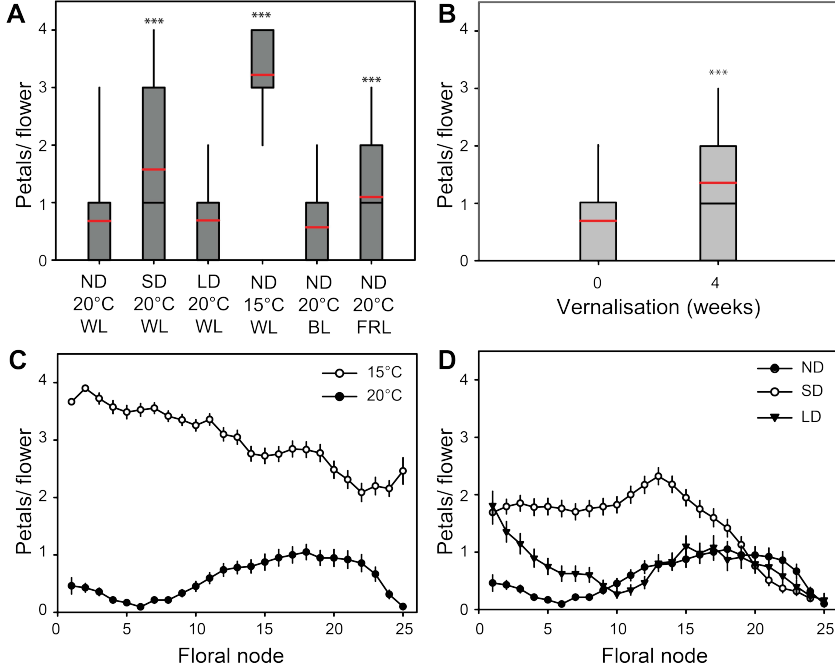 A
Petals/ flower
4
3
2
1
0
***
***
***
ND SD LD ND ND ND
20°C 20°C 20°C 15°C 20°C 20°C
WL WL WL WL BL FRL
B
Petals/ flower
4
3
2
1
0
***
0 4
Vernalisation (weeks)
C
15°C
20°C
Petals/ flower
4
3
2
1
0
0 5 10 15 20 25
Floral node
D
ND
SD
LD
Petals/ flower
4
3
2
1
0
0 5 10 15 20 25
Floral node